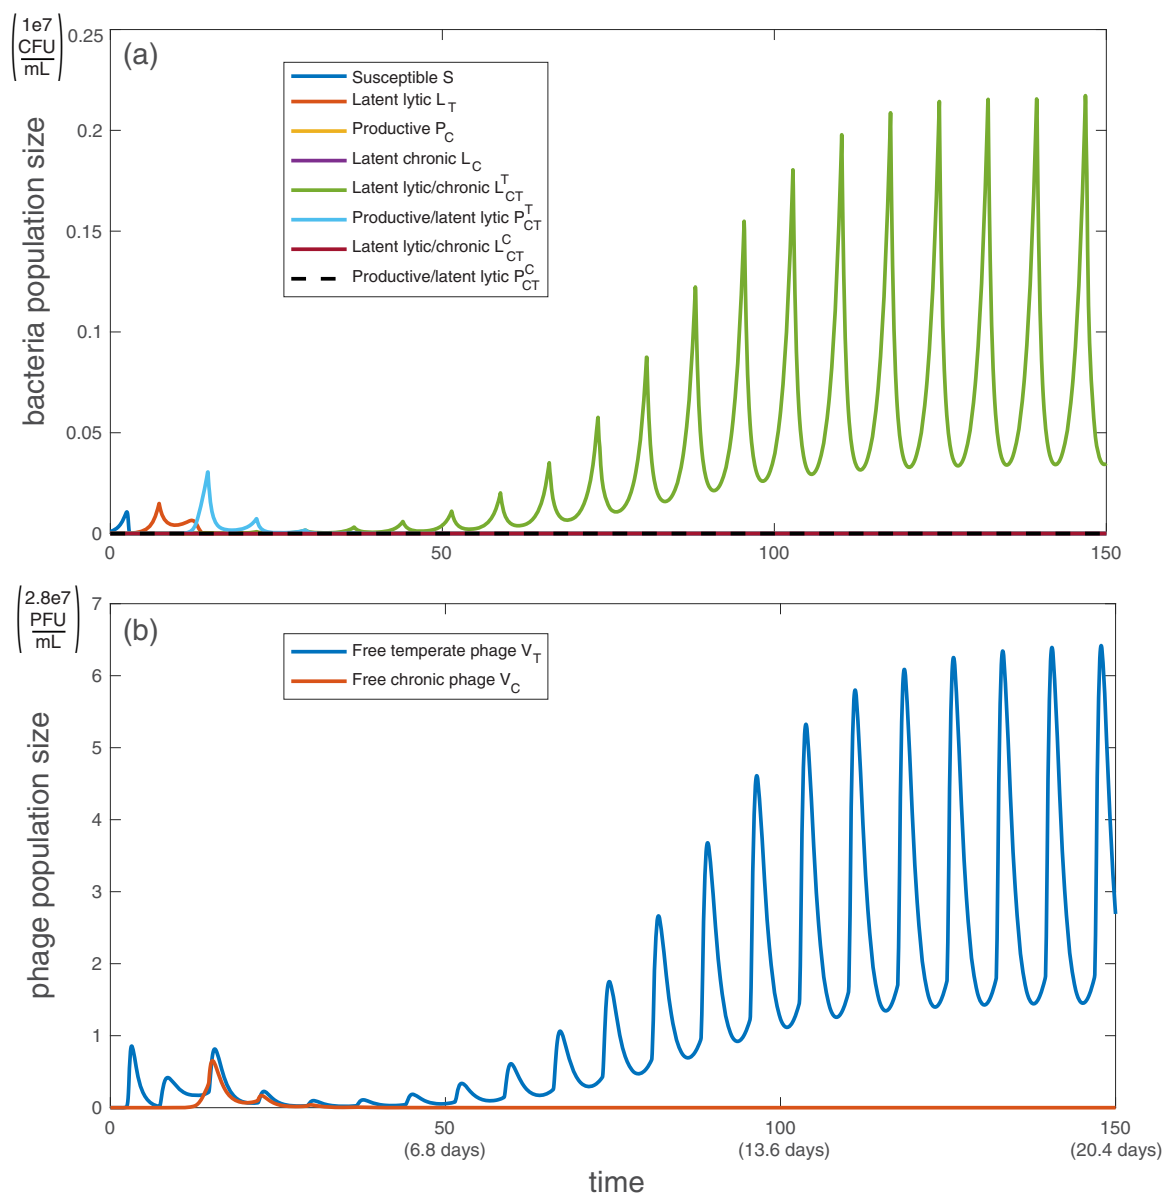 (1e7 CFU/mL)
(a)
0.25
0.2
0.15
0.1
0.05
0
bacteria population size
Susceptible S
Latent lytic L_T
Productive P_C
Latent chronic L_C
Latent lytic/chronic L_CT^T
Productive/latent lytic P_CT^T
Latent lytic/chronic L_CT^C
Productive/latent lytic P_CT^C
0 50 100 150
(2.8e7 PFU/mL)
(b)
7
6
5
4
3
2
1
0
phage population size
Free temperate phage V_T
Free chronic phage V_C
0 50 100 150
(6.8 days) (13.6 days) (20.4 days)
time